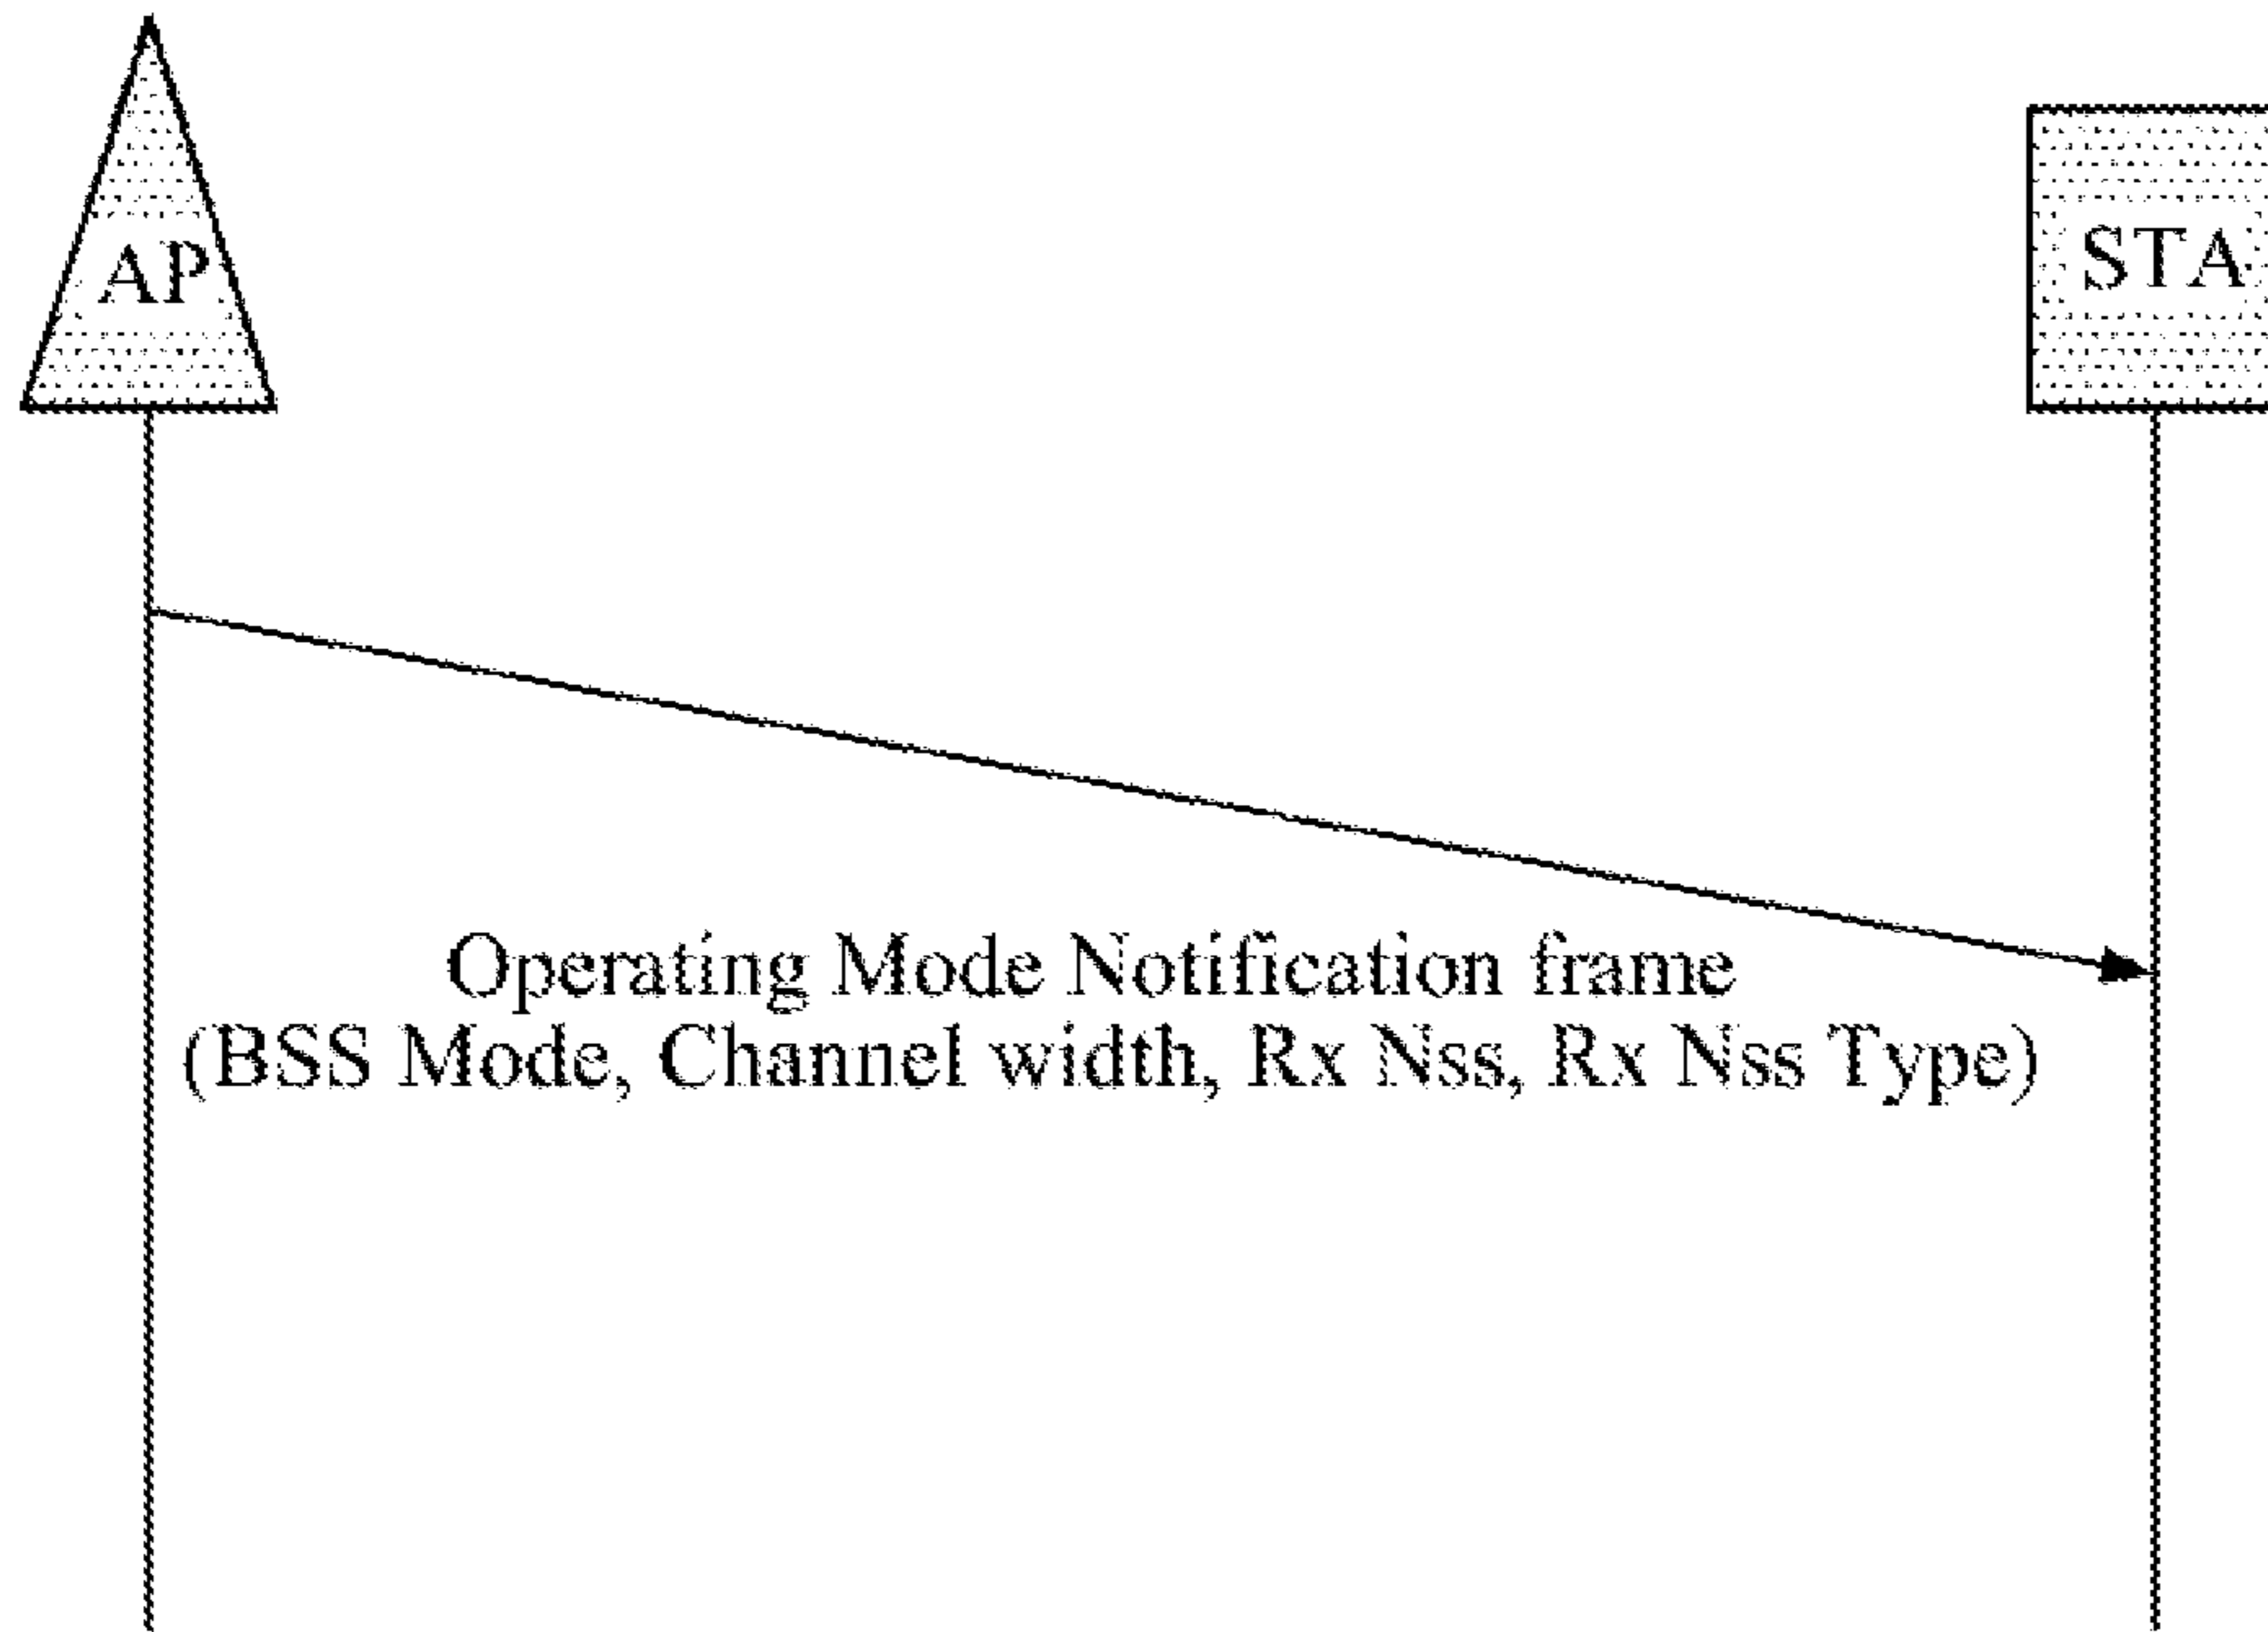 AP
STA
Operating Mode Notification frame
(BSS Mode, Channel width, Rx Nss, Rx Nss Type)